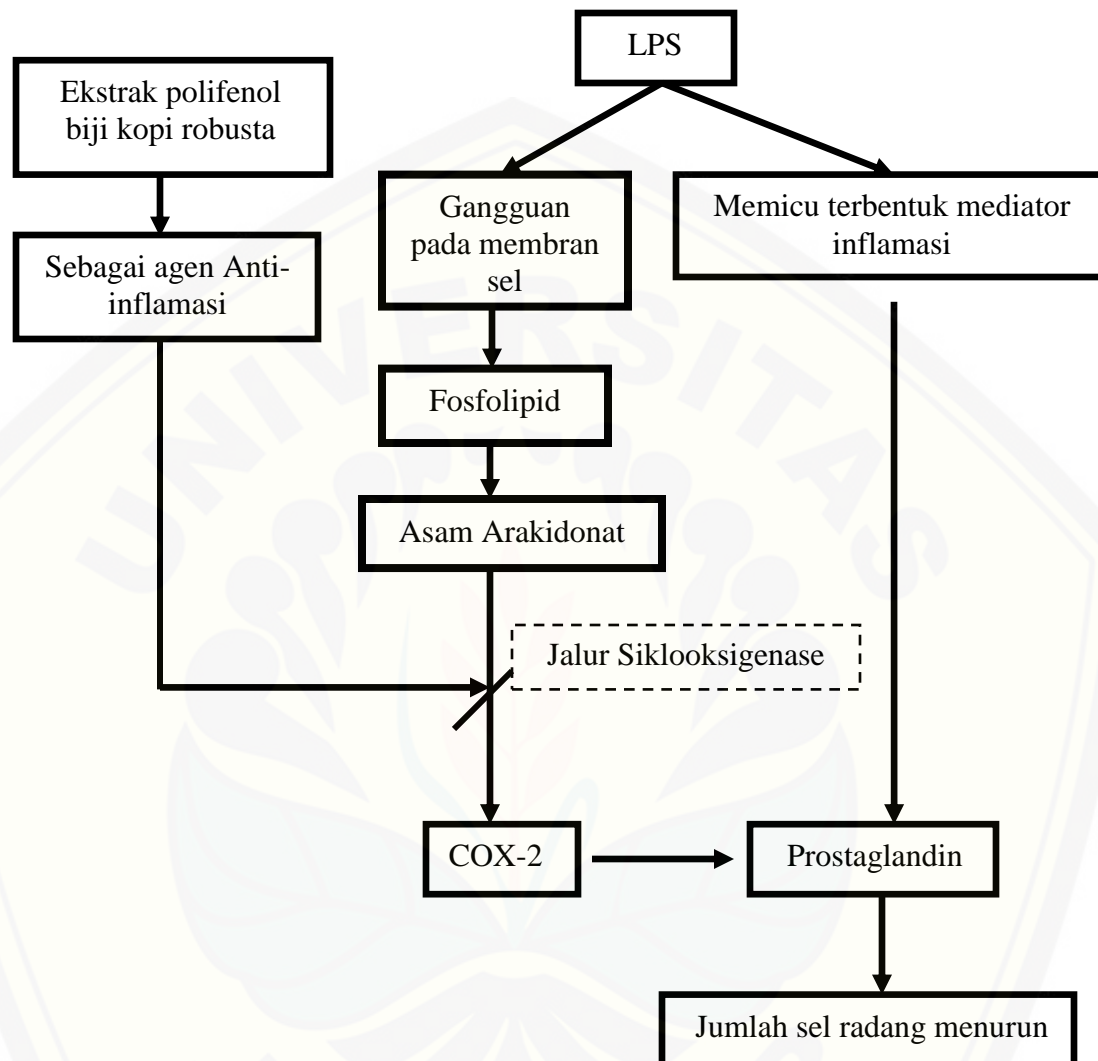 LPS
Ekstrak polifenol
biji kopi robusta
Gangguan
pada membran
sel
Memicu terbentuk mediator
inflamasi
Sebagai agen Anti-
inflamasi
Fosfolipid
Asam Arakidonat
Jalur Siklooksigenase
COX-2
Prostaglandin
Jumlah sel radang menurun
UNIVERSITAS